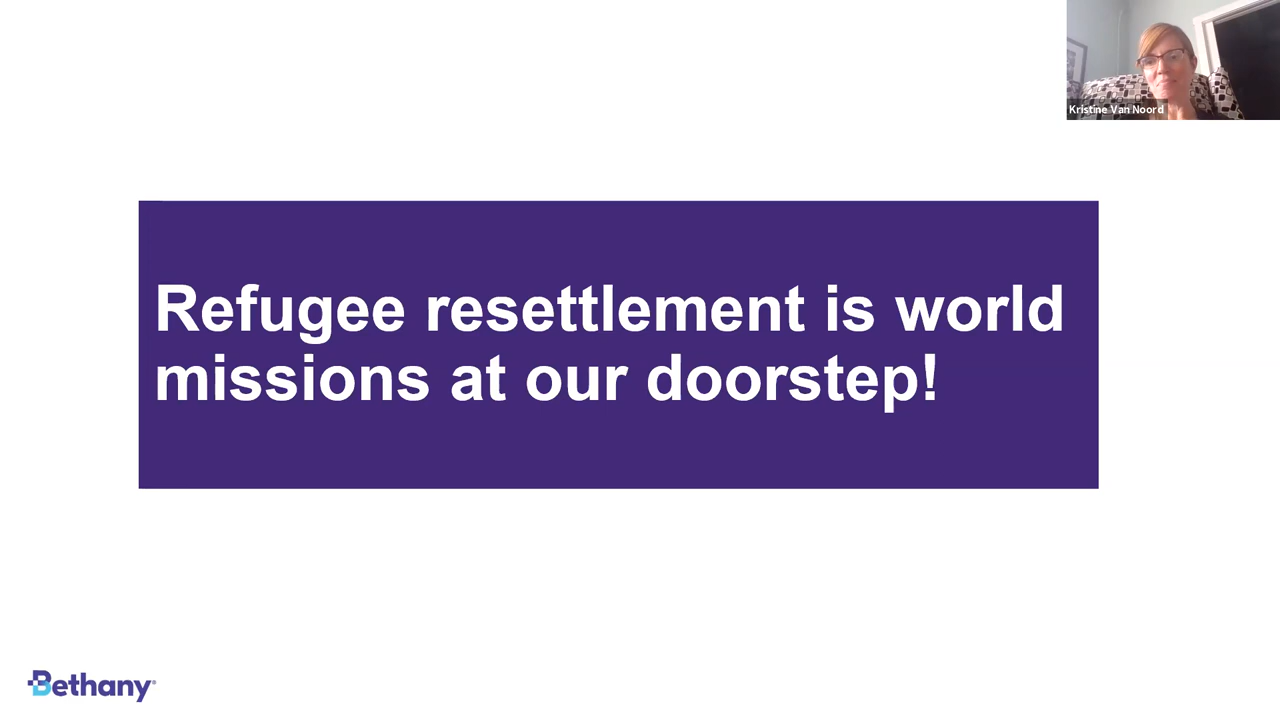 Kristine Van Noord
Refugee resettlement is world
missions at our doorstep!
Bethany